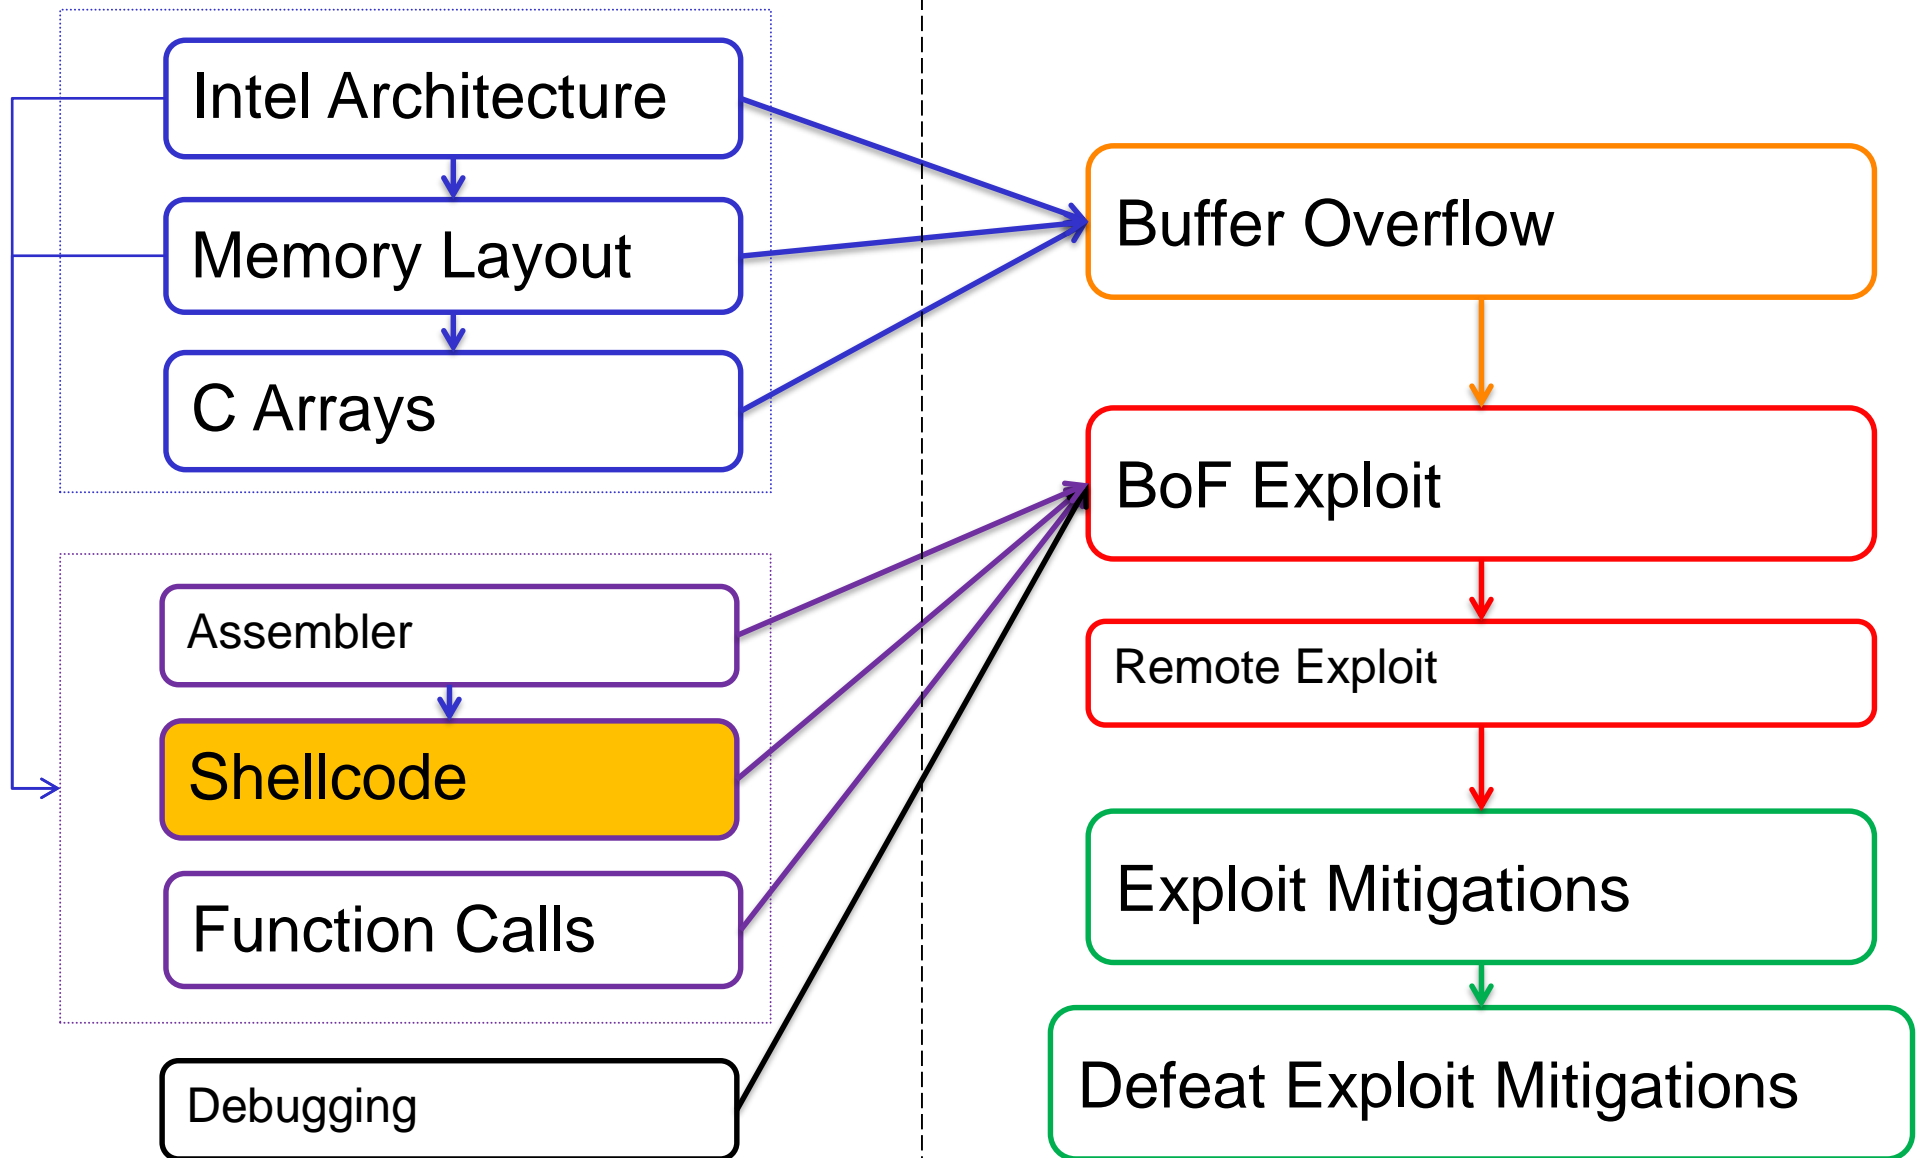 Intel Architecture
Memory Layout
C Arrays
Assembler
Shellcode
Function Calls
Debugging
Buffer Overflow
BoF Exploit
Remote Exploit
Exploit Mitigations
Defeat Exploit Mitigations